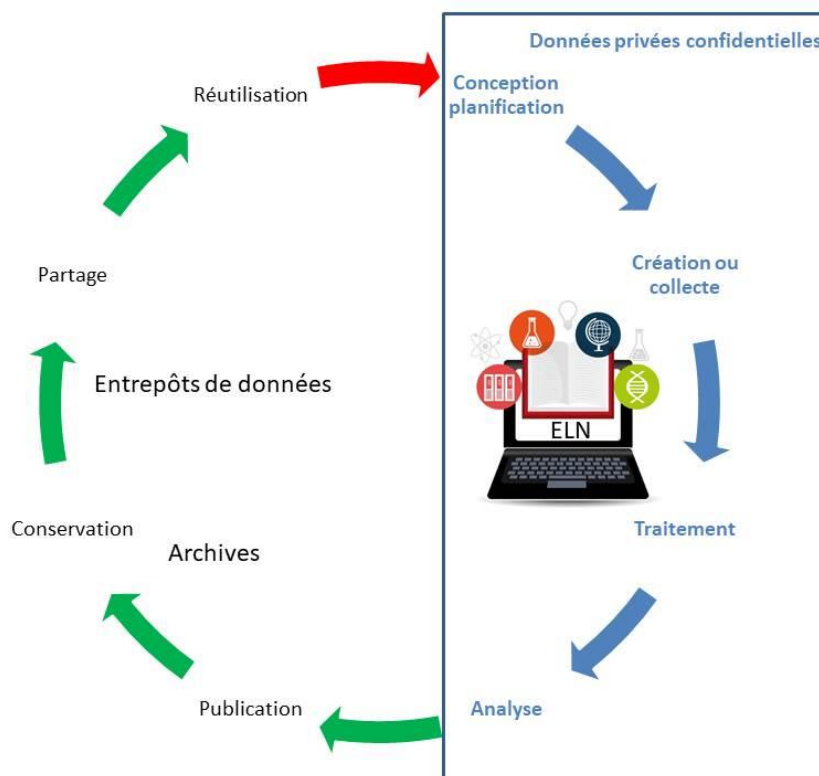 Données privées confidentielles
Réutilisation
Conception
planification
Création ou
collecte
Partage
Entrepôts de données
ELN
Conservation
Archives
Traitement
Publication
Analyse